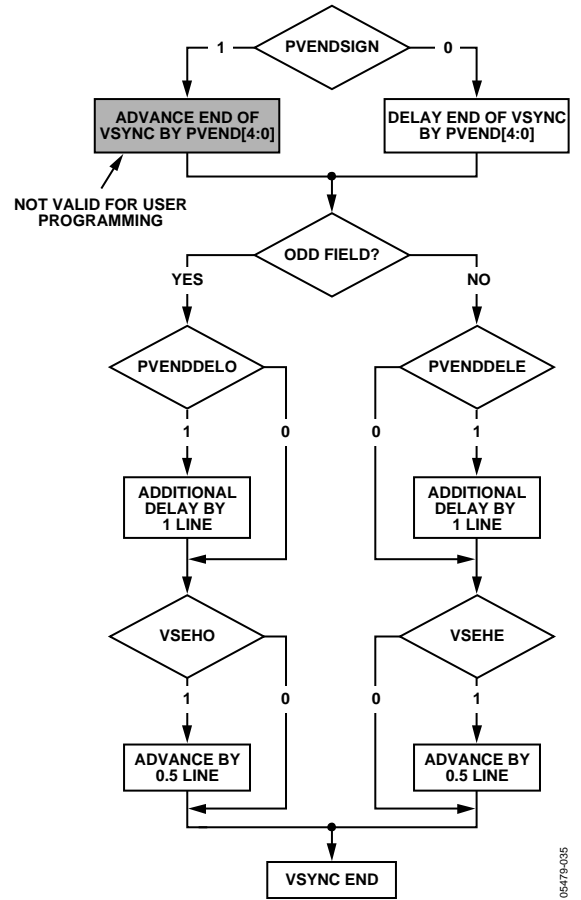 PVENDSIGN
1
0
ADVANCE END OF
VSYNC BY PVEND[4:0]
DELAY END OF VSYNC
BY PVEND[4:0]
NOT VALID FOR USER
PROGRAMMING
ODD FIELD?
YES
NO
PVENDDELO
PVENDDELE
1
0
0
1
ADDITIONAL
DELAY BY
1 LINE
ADDITIONAL
DELAY BY
1 LINE
VSEHO
VSEHE
1
0
0
1
ADVANCE BY
0.5 LINE
ADVANCE BY
0.5 LINE
VSYNC END
05479-035